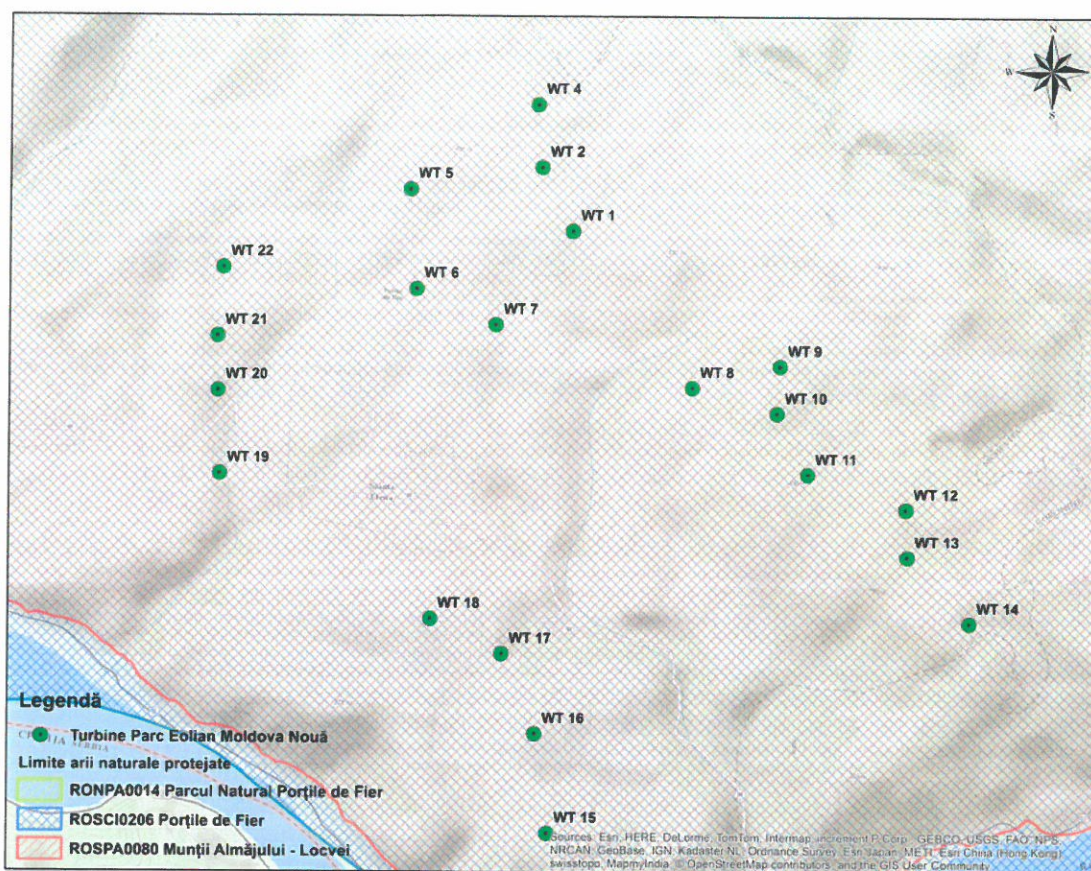 N
W
S
WT 4
WT 2
WT 5
WT 1
WT 22
WT 6
WT 7
WT 21
WT 9
WT 20
WT 8
WT 10
WT 19
WT 11
WT 12
WT 13
WT 18
WT 14
WT 17
WT 16
WT 15
Legendă
Turbine Parc Eolian Moldova Nouă
SERBIA
Limite arii naturale protejate
RONPA0014 Parcul Natural Porțile de Fier
ROSCI0206 Porțile de Fier
ROSPA0080 Munții Almăjului - Locvei
Sources: Esri, HERE, DeLorme, TomTom, Intermap, increment P Corp., GEBCO, USGS, FAO, NPS,
NRCAN, GeoBase, IGN, Kadaster NL, Ordnance Survey, Esri Japan, METI, Esri China (Hong Kong),
swisstopo, MapmyIndia, © OpenStreetMap contributors, and the GIS User Community